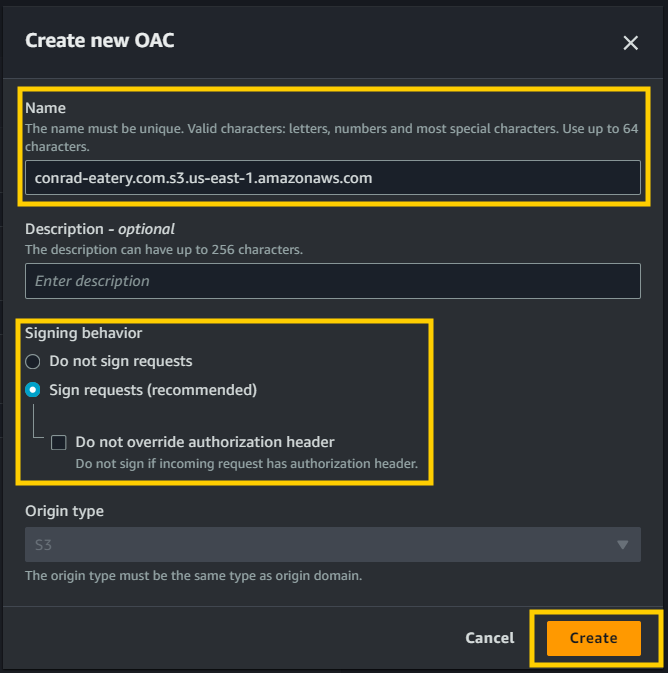 Create new OAC
Name
The name must be unique. Valid characters: letters, numbers and most special characters. Use up to 64
characters.
conrad-eatery.com.s3.us-east-1.amazonaws.com
Description - optional
The description can have up to 256 characters.
Enter description
Signing behavior
Do not sign requests
Sign requests (recommended)
Do not override authorization header
Do not sign if incoming request has authorization header.
Origin type
S3
The origin type must be the same type as origin domain.
Cancel
Create